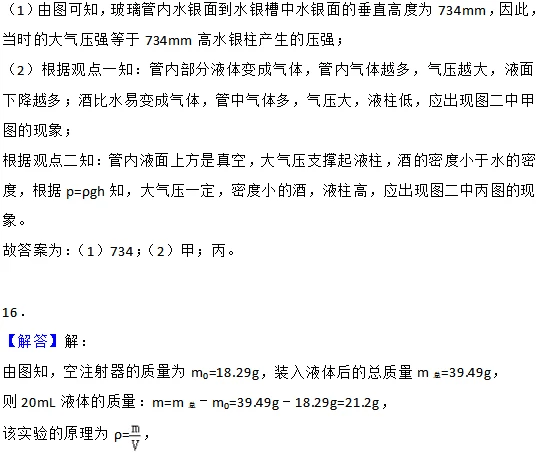 （1）由图可知，玻璃管内水银面到水银槽中水银面的垂直高度为 734mm，因此，
当时的大气压强等于 734mm 高水银柱产生的压强；
（2）根据观点一知：管内部分液体变成气体，管内气体越多，气压越大，液面
下降越多；酒比水易变成气体，管中气体多，气压大，液柱低，应出现图二中甲
图的现象；
根据观点二知：管内液面上方是真空，大气压支撑起液柱，酒的密度小于水的密
度，根据 p=ρgh 知，大气压一定，密度小的酒，液柱高，应出现图二中丙图的现
象。
故答案为：（1）734；（2）甲；丙。
16．
【解答】解：
由图知，空注射器的质量为 m₀=18.29g，装入液体后的总质量 m 总=39.49g，
则 20mL 液体的质量：m=m 总﹣m₀=39.49g﹣18.29g=21.2g，
该实验的原理为 ρ=m/V，